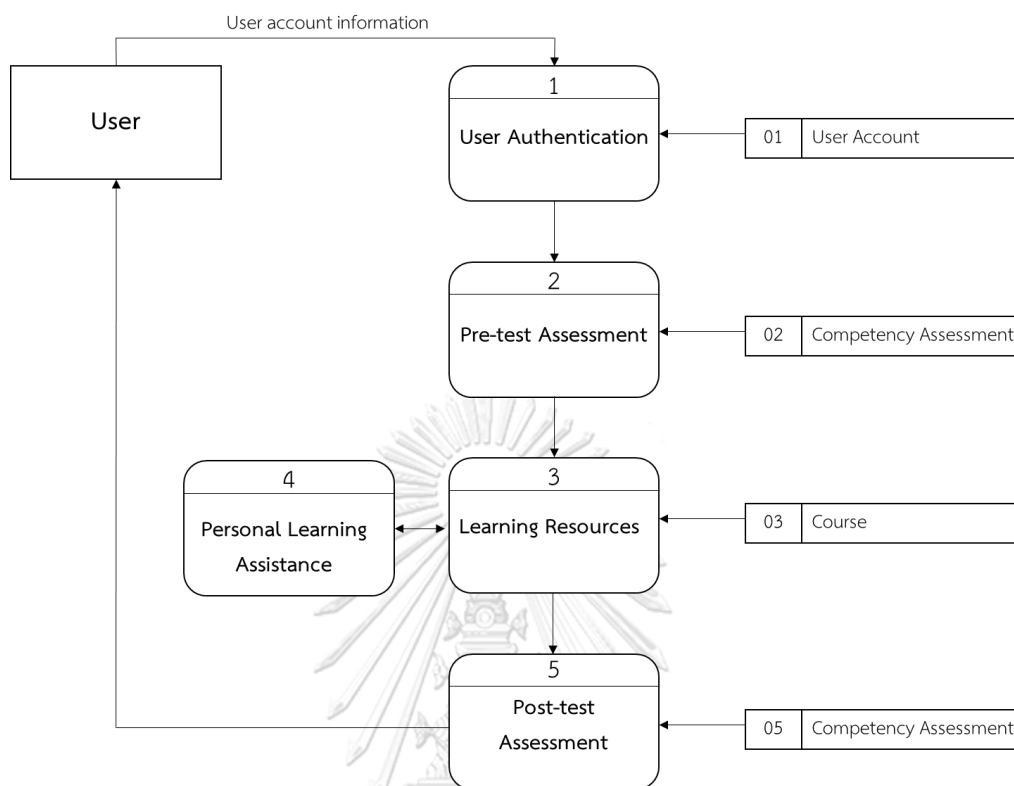 User account information
User
1
User Authentication
01
User Account
2
Pre-test Assessment
02
Competency Assessment
4
Personal Learning
Assistance
3
Learning Resources
03
Course
5
Post-test
Assessment
05
Competency Assessment